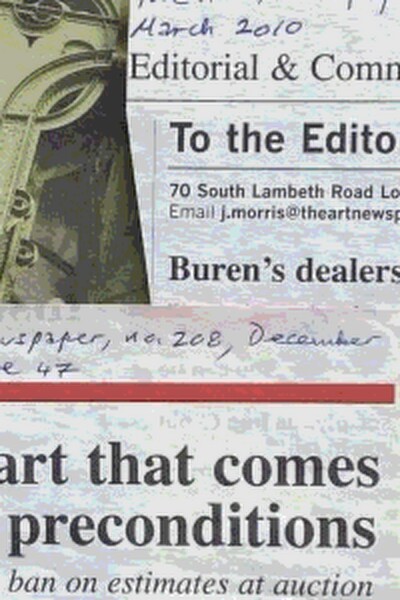 March 2010
Editorial & Comm
To the Edito
70 South Lambeth Road Lo
Email j.morris@theartnewsp
Buren's dealers
wspaper, no. 208, December
e 47
art that comes
preconditions
ban on estimates at auction